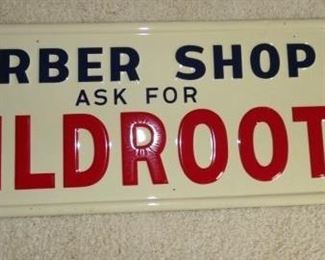 RBER SHOP
ASK FOR
ILDROOT